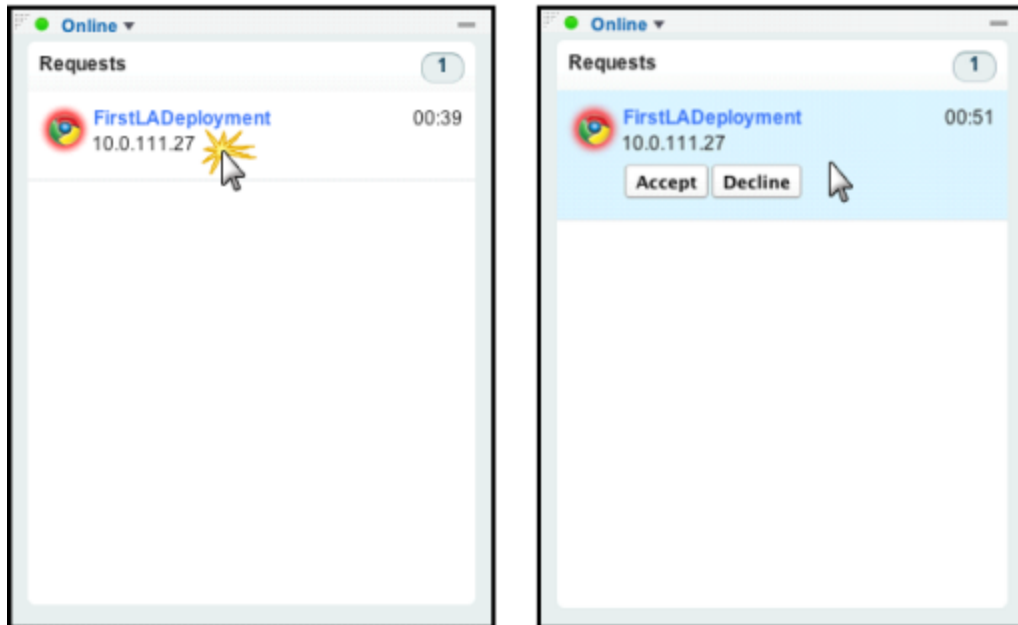 Online
Requests 1
FirstLADeployment 00:39
10.0.111.27
Online
Requests 1
FirstLADeployment 00:51
10.0.111.27
Accept Decline